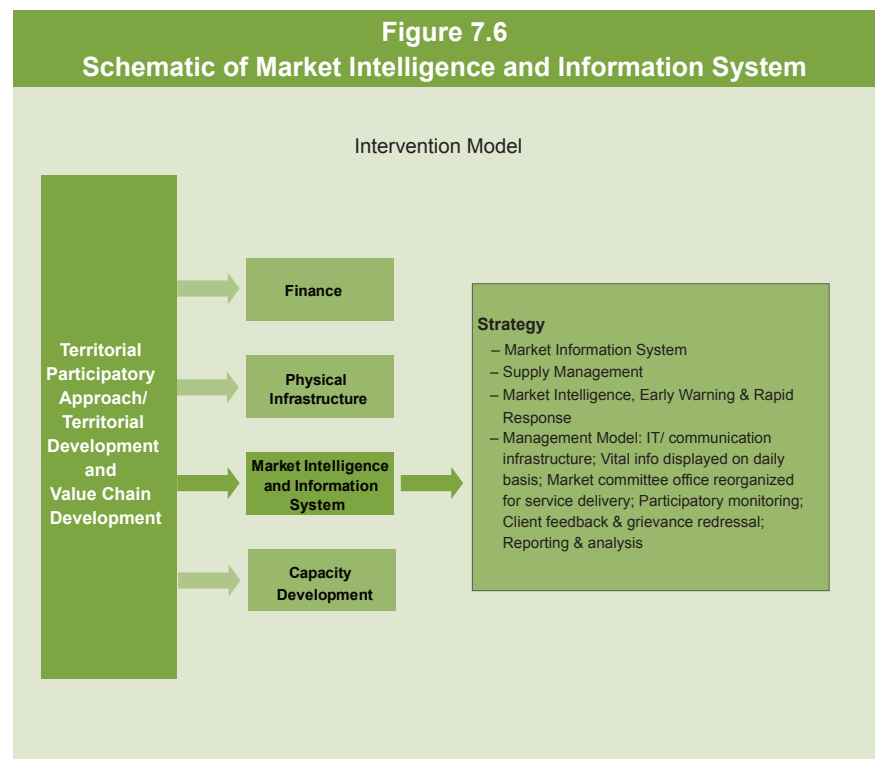 Figure 7.6
Schematic of Market Intelligence and Information System
Intervention Model
Territorial
Participatory
Approach/
Territorial
Development
and
Value Chain
Development
Finance
Physical
Infrastructure
Market Intelligence
and Information
System
Capacity
Development
Strategy
– Market Information System
– Supply Management
– Market Intelligence, Early Warning & Rapid
Response
– Management Model: IT/ communication
infrastructure; Vital info displayed on daily
basis; Market committee office reorganized
for service delivery; Participatory monitoring;
Client feedback & grievance redressal;
Reporting & analysis